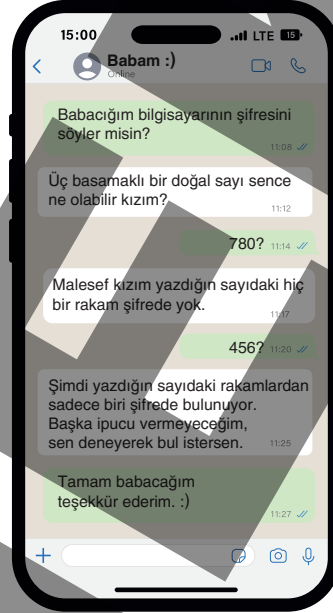 15:00
LTE 15
Babam :)
Online
Babacığım bilgisayarının şifresini
söyler misin?
11:08
Üç basamaklı bir doğal sayı sence
ne olabilir kızım?
11:12
780? 11:14
Malesef kızım yazdığın sayıdaki hiç
bir rakam şifrede yok.
11:17
456? 11:20
Şimdi yazdığın sayıdaki rakamlardan
sadece biri şifrede bulunuyor.
Başka ipucu vermeyeceğim,
sen deneyerek bul istersen. 11:25
Tamam babacağım
teşekkür ederim. :)
11:27